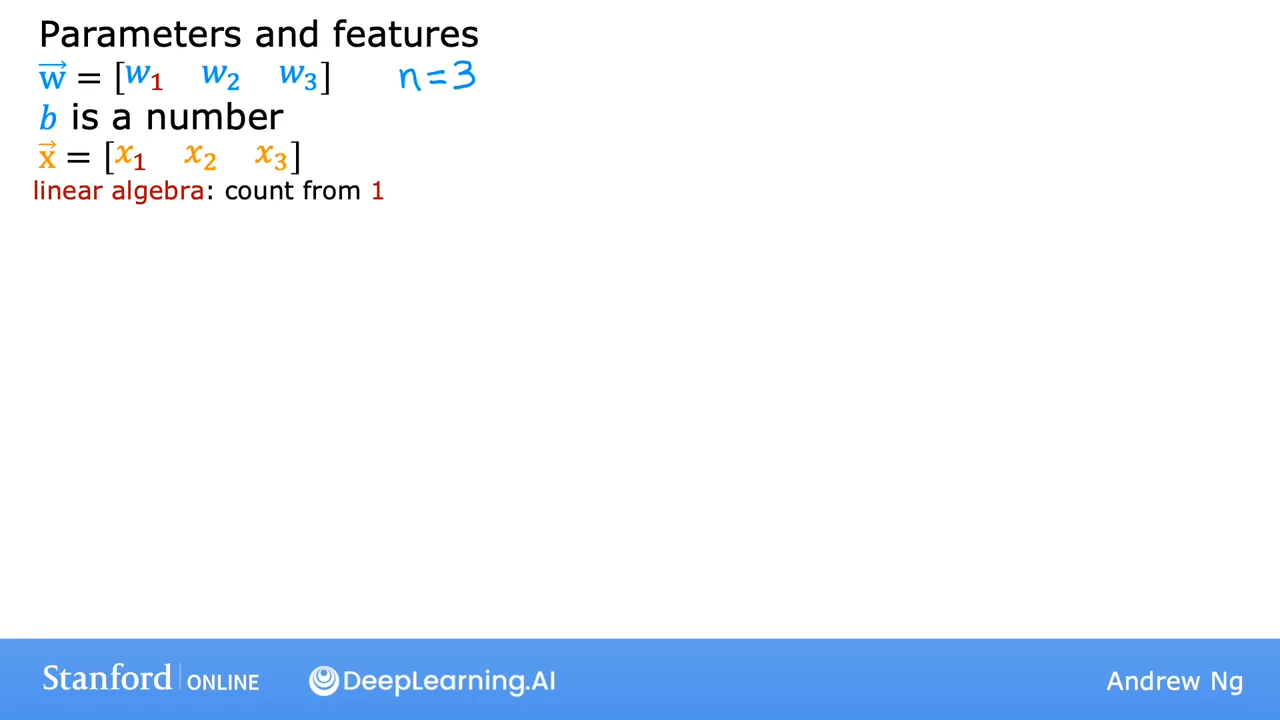 Parameters and features
w⃗ = [w₁ w₂ w₃] n=3
b is a number
x⃗ = [x₁ x₂ x₃]
linear algebra: count from 1
Stanford ONLINE DeepLearning.AI Andrew Ng